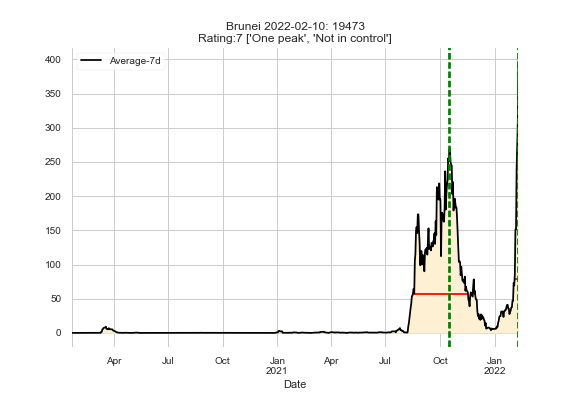 Brunei 2022-02-10: 19473
Rating:7 ['One peak', 'Not in control']
400
Average-7d
350
300
250
200
150
100
50
0
Apr Jul Oct Jan Apr Jul Oct Jan
2021 2022
Date